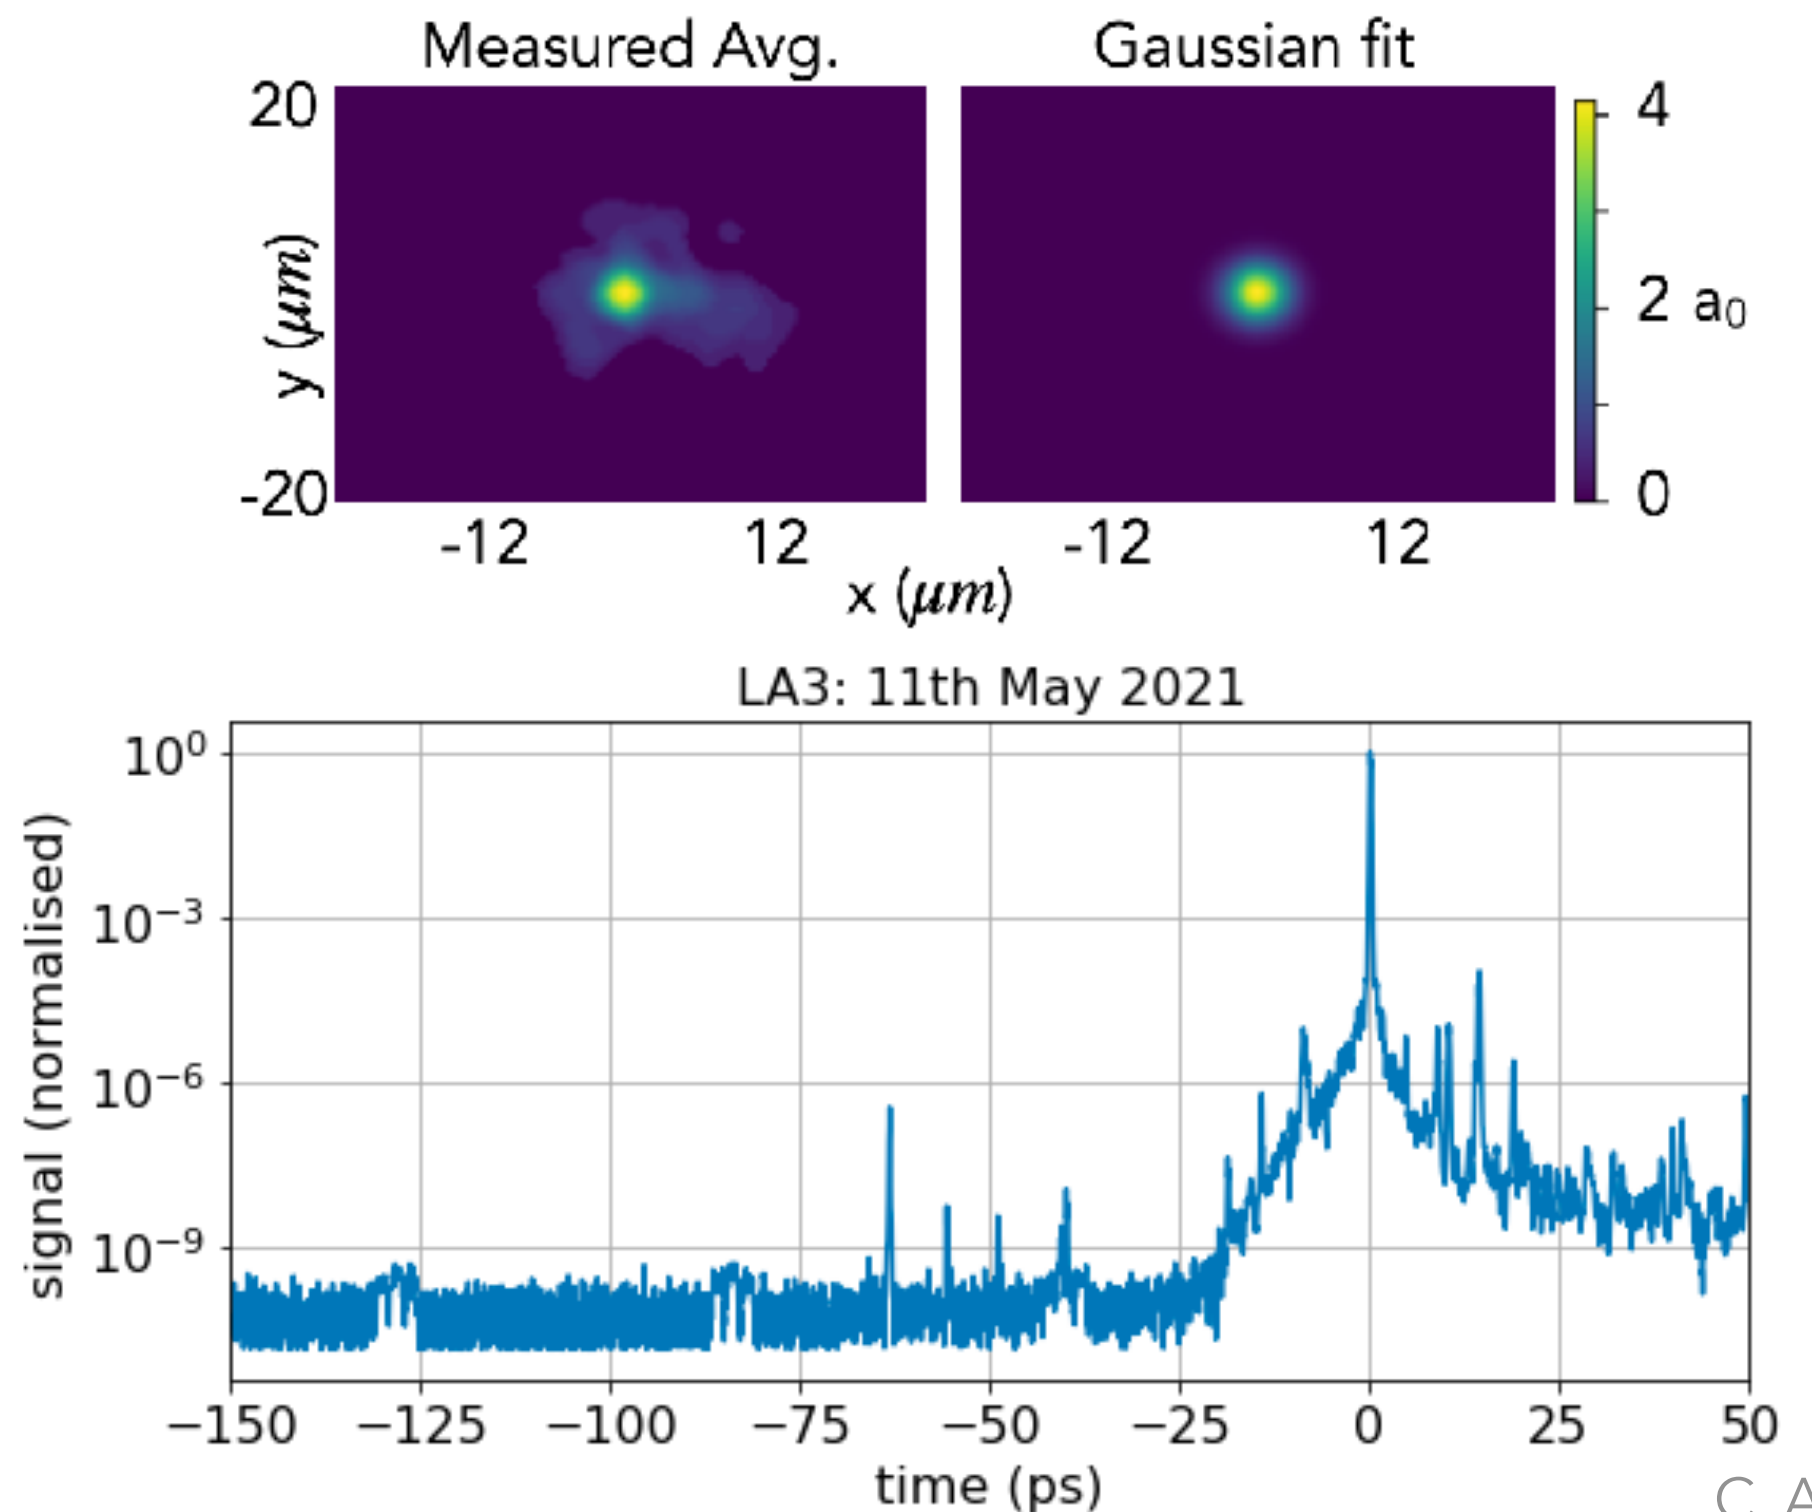 Measured Avg. Gaussian fit
20 4
y (μm) 2 a₀
-20 0
-12 12 -12 12
x (μm)
LA3: 11th May 2021
10⁰
10⁻³
signal (normalised)
10⁻⁶
10⁻⁹
−150 −125 −100 −75 −50 −25 0 25 50
time (ps)